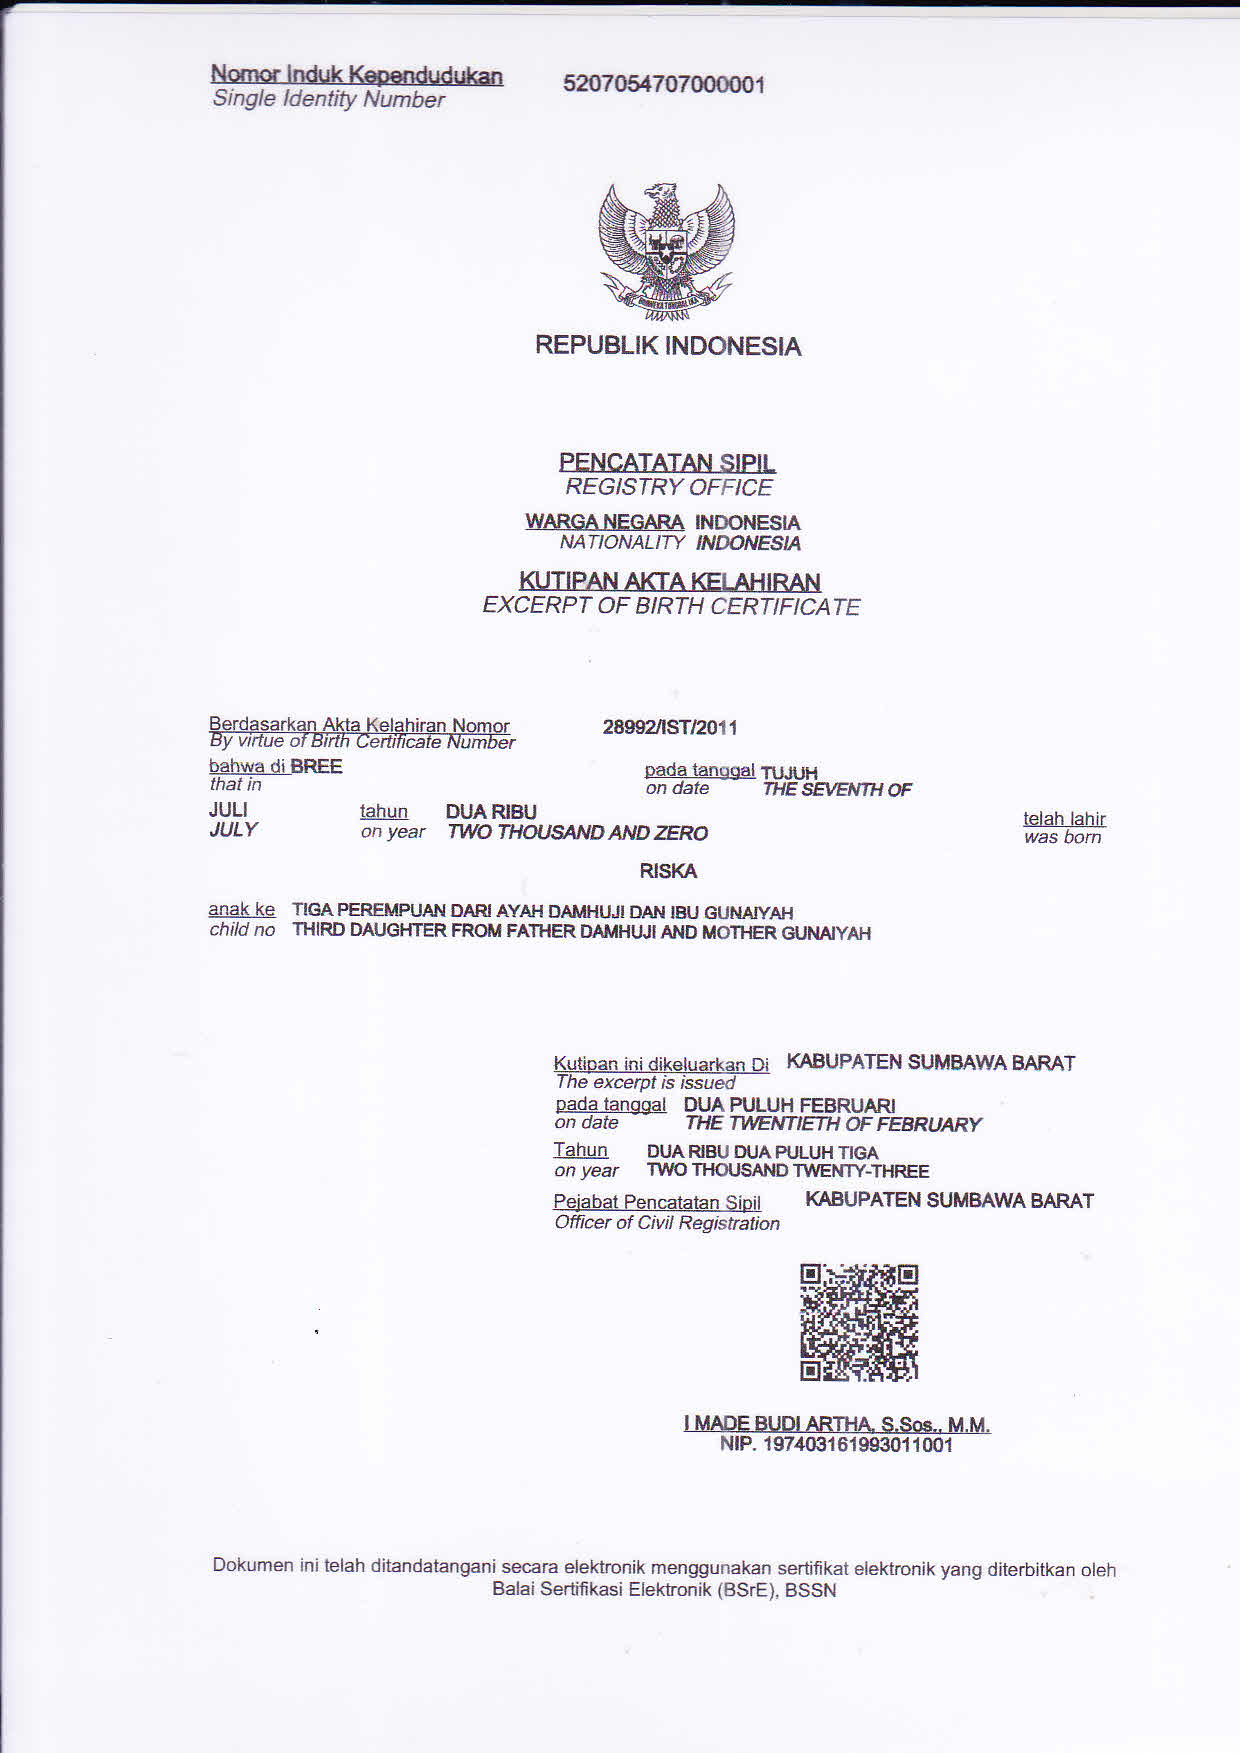 Nomor Induk Kependudukan 5207054707000001
Single Identity Number
BHINNEKA TUNGGAL IKA
REPUBLIK INDONESIA
PENCATATAN SIPIL
REGISTRY OFFICE
WARGA NEGARA INDONESIA
NATIONALITY INDONESIA
KUTIPAN AKTA KELAHIRAN
EXCERPT OF BIRTH CERTIFICATE
Berdasarkan Akta Kelahiran Nomor 28992/IST/2011
By virtue of Birth Certificate Number
bahwa di BREE pada tanggal TUJUH
that in on date THE SEVENTH OF
JULI tahun DUA RIBU telah lahir
JULY on year TWO THOUSAND AND ZERO was born
RISKA
anak ke TIGA PEREMPUAN DARI AYAH DAMHUJI DAN IBU GUNAIYAH
child no THIRD DAUGHTER FROM FATHER DAMHUJI AND MOTHER GUNAIYAH
Kutipan ini dikeluarkan Di KABUPATEN SUMBAWA BARAT
The excerpt is issued
pada tanggal DUA PULUH FEBRUARI
on date THE TWENTIETH OF FEBRUARY
Tahun DUA RIBU DUA PULUH TIGA
on year TWO THOUSAND TWENTY-THREE
Pejabat Pencatatan Sipil KABUPATEN SUMBAWA BARAT
Officer of Civil Registration
I MADE BUDI ARTHA, S.Sos., M.M.
NIP. 197403161993011001
Dokumen ini telah ditandatangani secara elektronik menggunakan sertifikat elektronik yang diterbitkan oleh
Balai Sertifikasi Elektronik (BSrE), BSSN